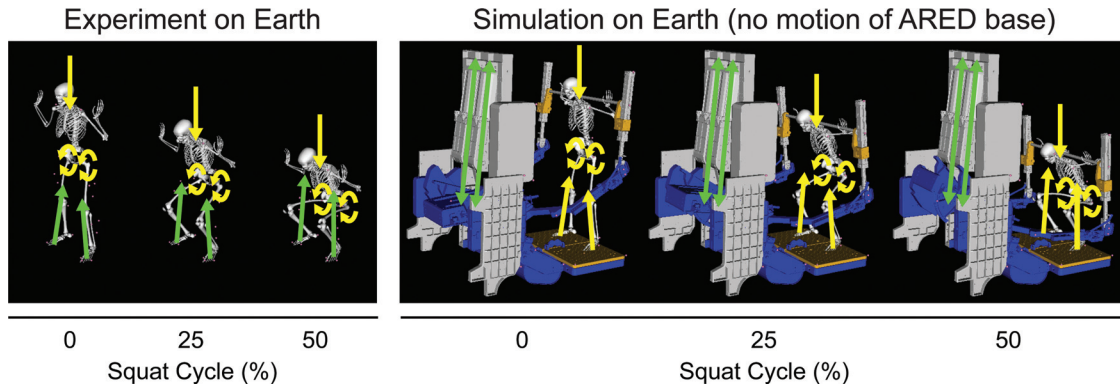 Experiment on Earth
Simulation on Earth (no motion of ARED base)
0 25 50
Squat Cycle (%)
0 25 50
Squat Cycle (%)